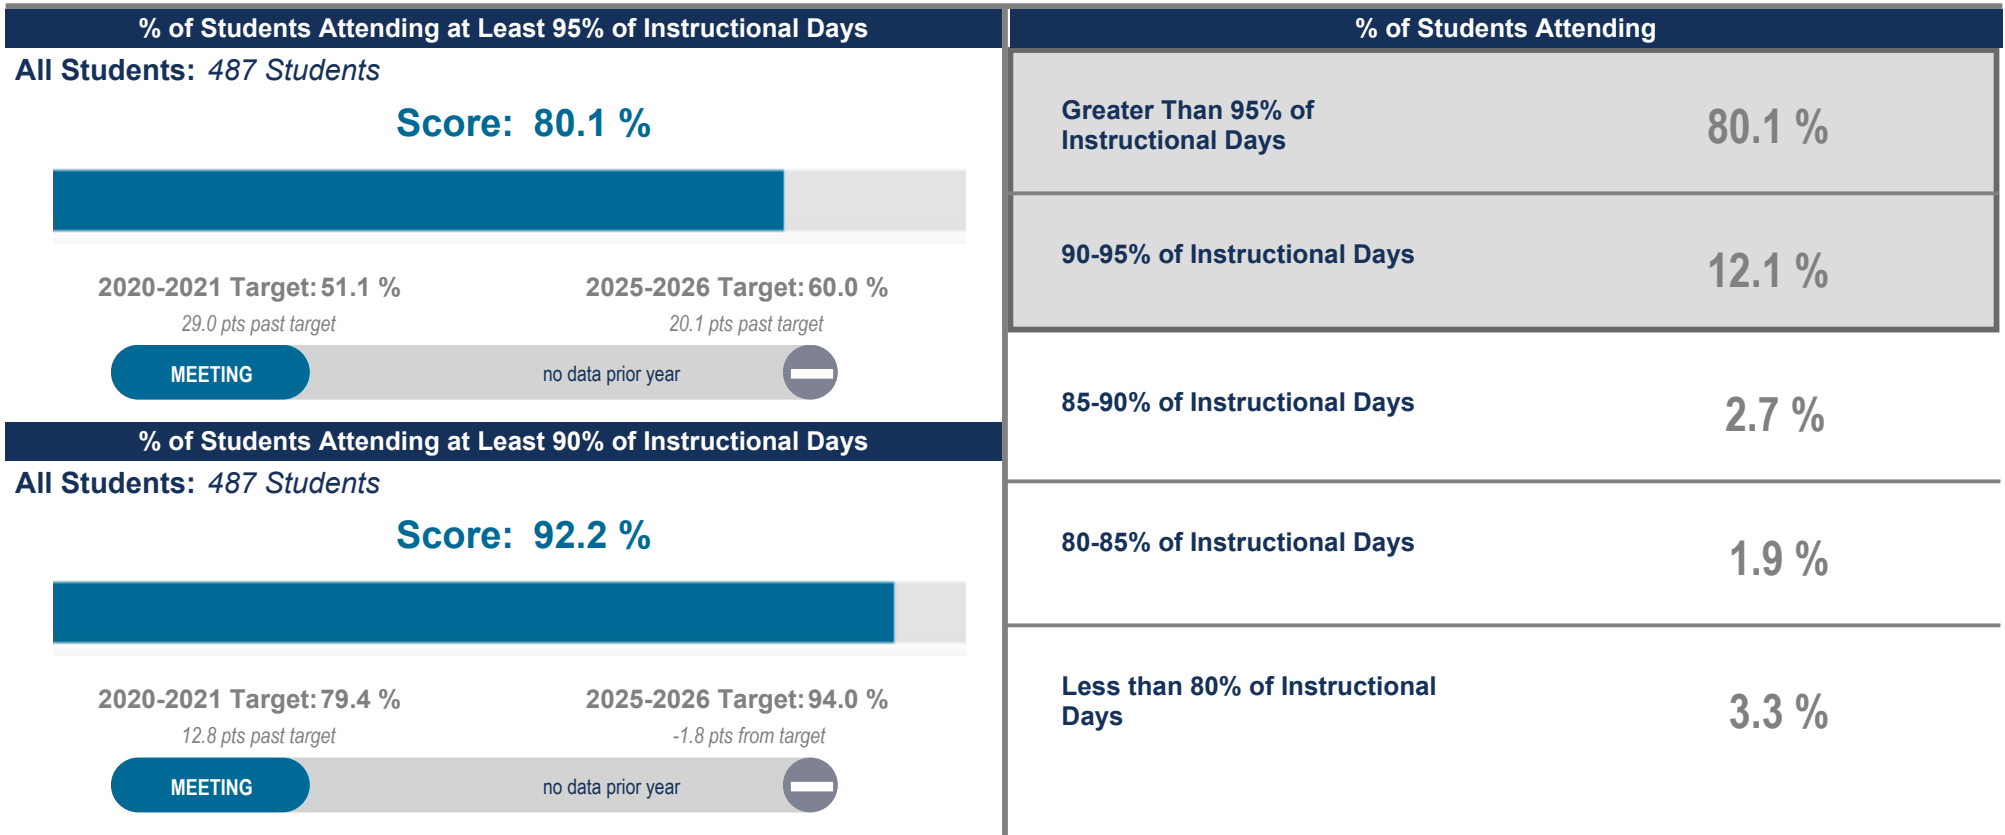 % of Students Attending at Least 95% of Instructional Days
All Students: 487 Students
Score: 80.1 %
2020-2021 Target: 51.1 %
29.0 pts past target
2025-2026 Target: 60.0 %
20.1 pts past target
MEETING
no data prior year
% of Students Attending at Least 90% of Instructional Days
All Students: 487 Students
Score: 92.2 %
2020-2021 Target: 79.4 %
12.8 pts past target
2025-2026 Target: 94.0 %
-1.8 pts from target
MEETING
no data prior year
% of Students Attending
Greater Than 95% of
Instructional Days
80.1 %
90-95% of Instructional Days
12.1 %
85-90% of Instructional Days
2.7 %
80-85% of Instructional Days
1.9 %
Less than 80% of Instructional
Days
3.3 %